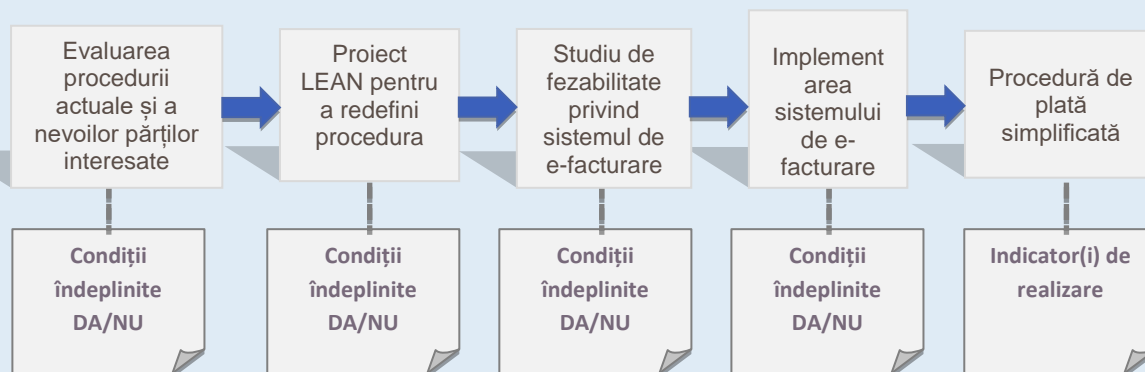 Evaluarea
procedurii
actuale și a
nevoilor părților
interesate
Proiect
LEAN pentru
a redefini
procedura
Studiu de
fezabilitate
privind
sistemul de
e-facturare
Implement
area
sistemului
de e-
facturare
Procedură de
plată
simplificată
Condiții
îndeplinite
DA/NU
Condiții
îndeplinite
DA/NU
Condiții
îndeplinite
DA/NU
Condiții
îndeplinite
DA/NU
Indicator(i) de
realizare